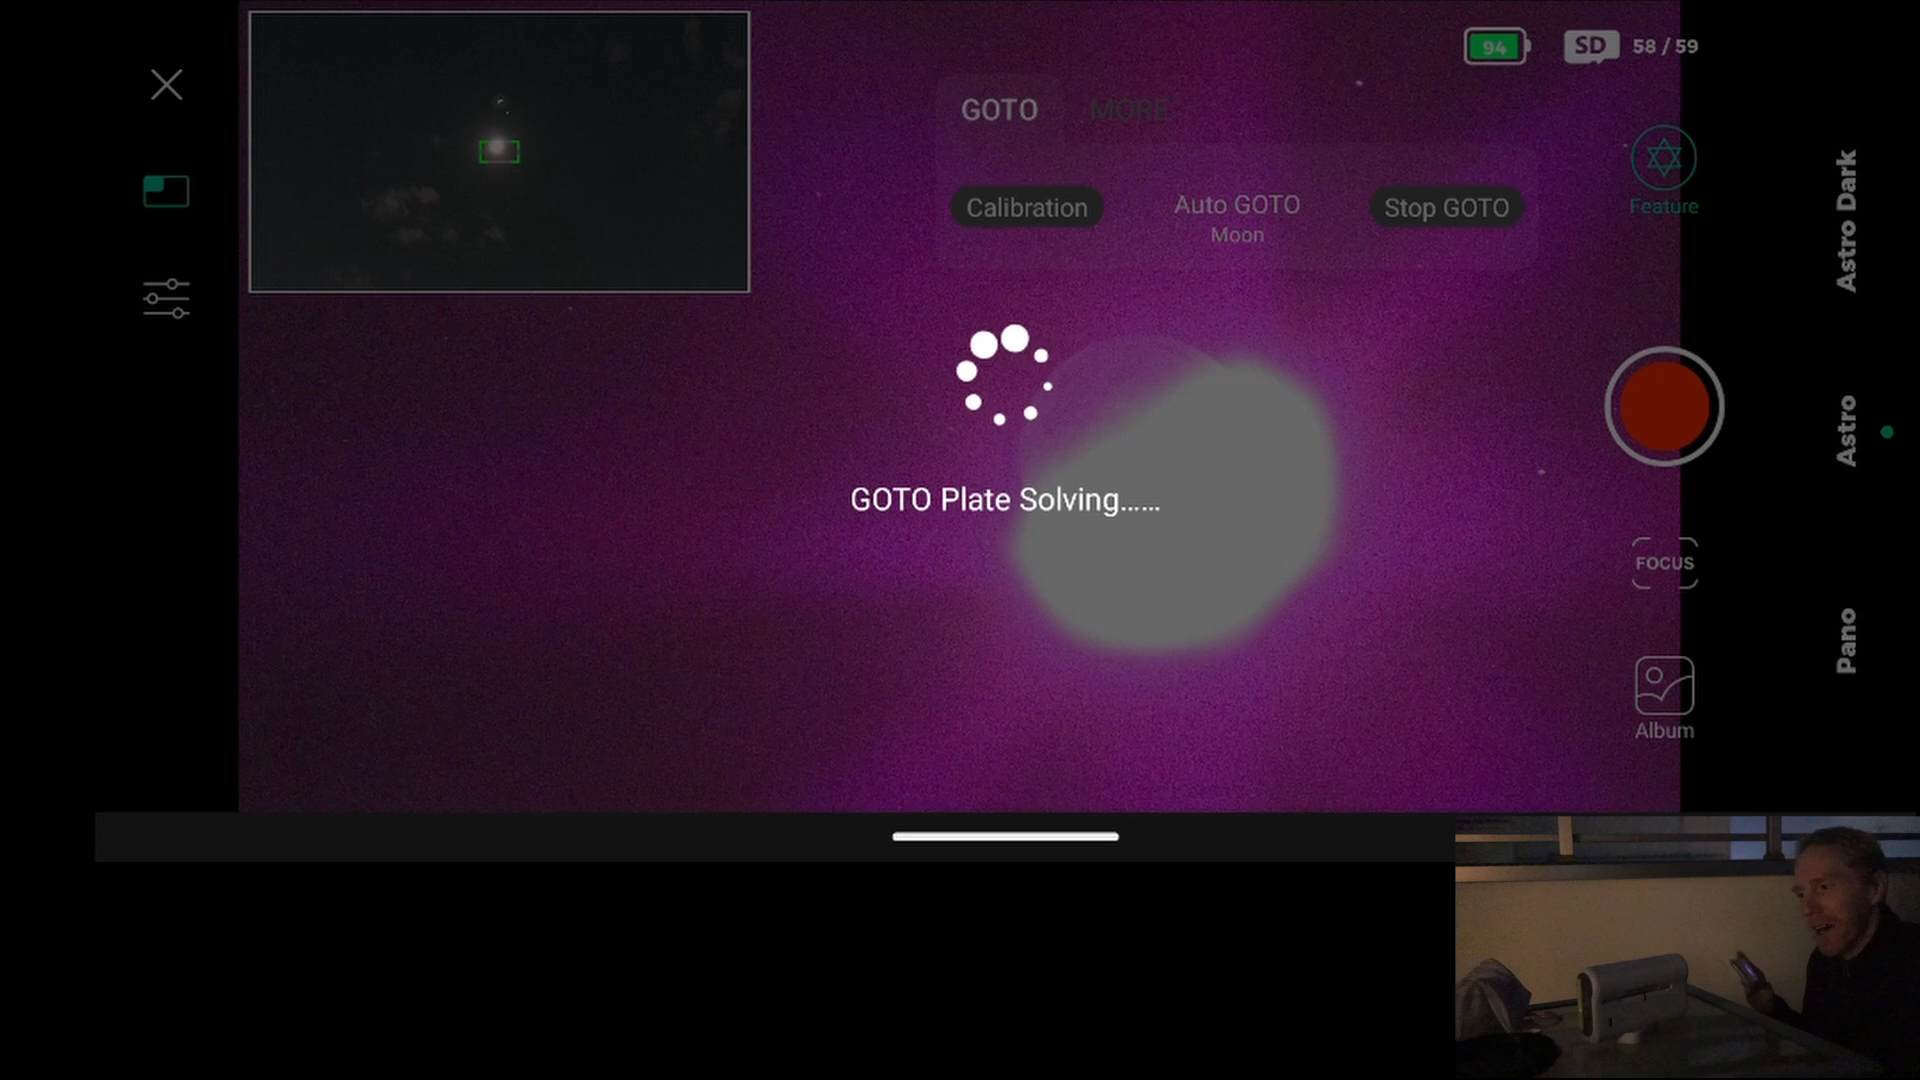 94
SD
58 / 59
GOTO
MORE
Calibration
Auto GOTO
Moon
Stop GOTO
Feature
Astro Dark
GOTO Plate Solving......
Astro
FOCUS
Pano
Album